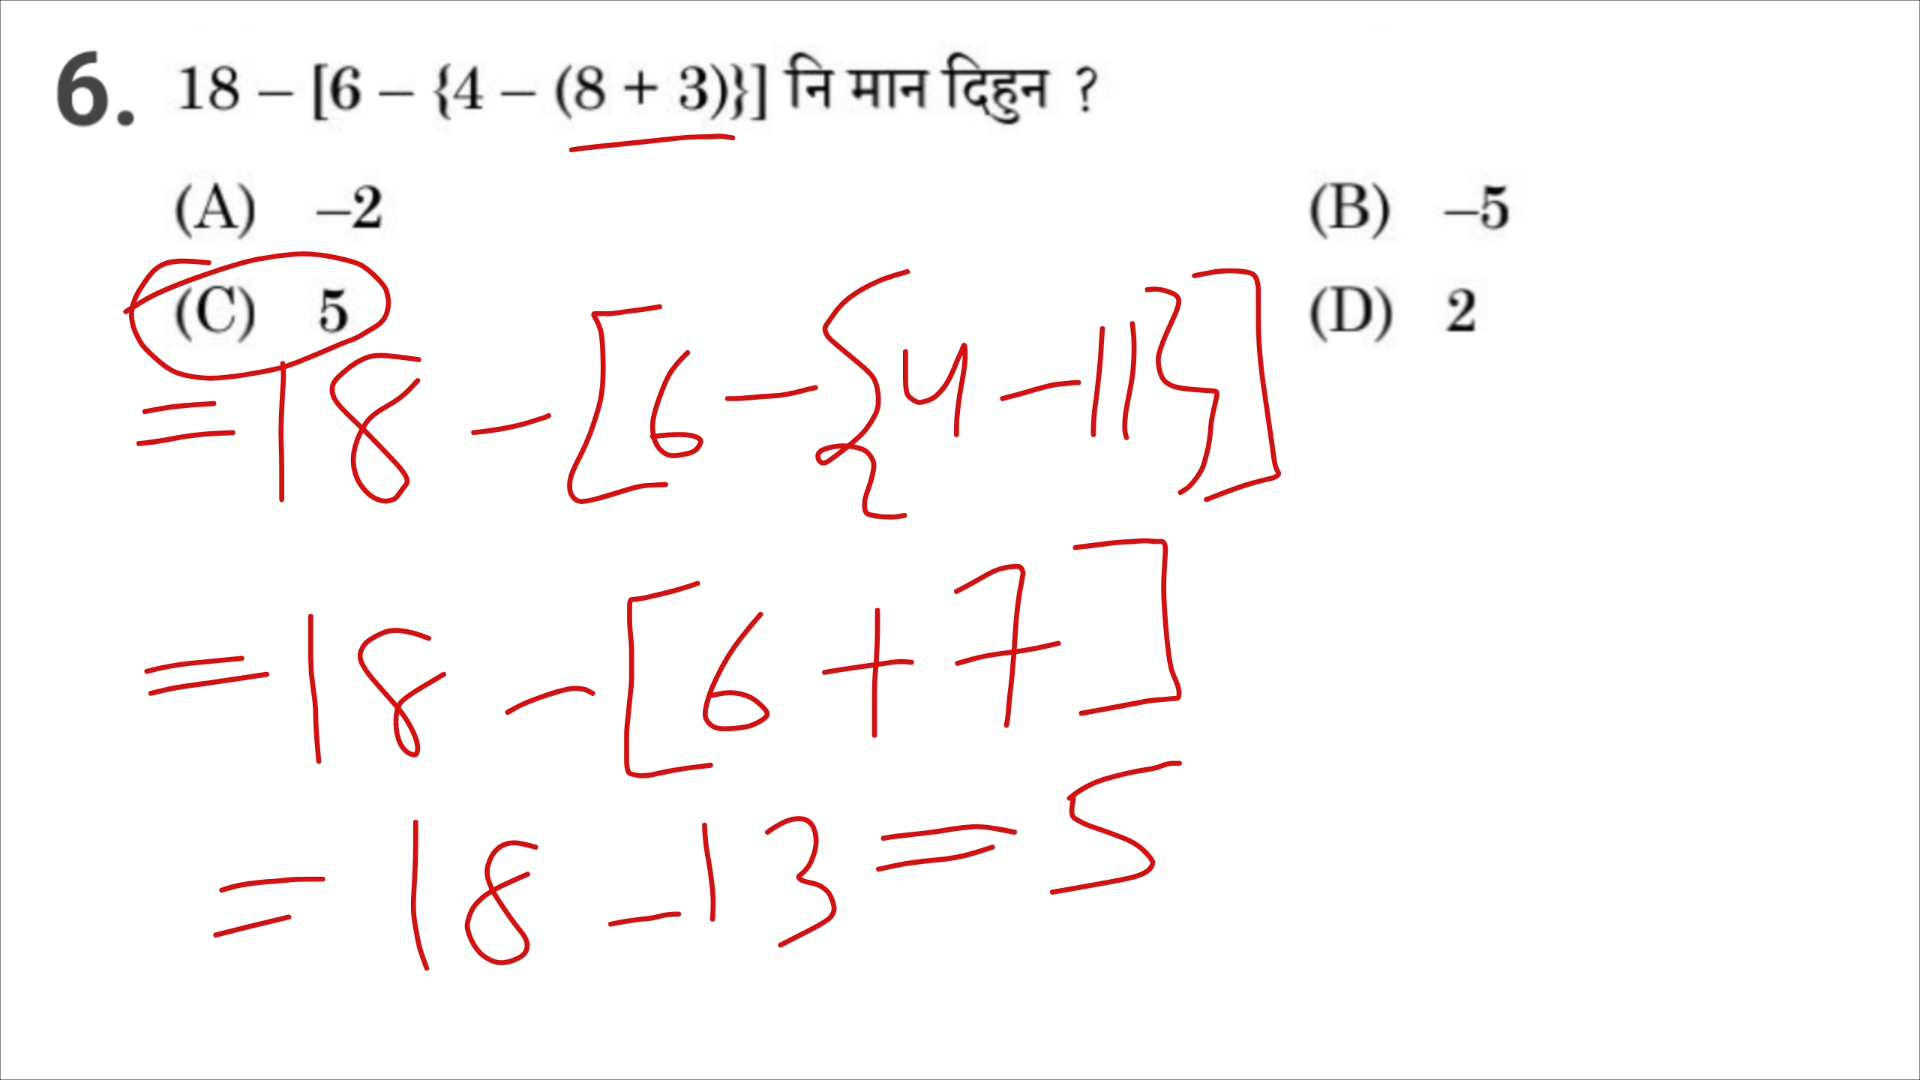 6. 18 – [6 – {4 – (8 + 3)}] नि मान दिहुन ?
(A) –2 (B) –5
(C) 5 (D) 2
= 18 – [6 – {4 – 11}]
= 18 – [6 + 7]
= 18 – 13 = 5